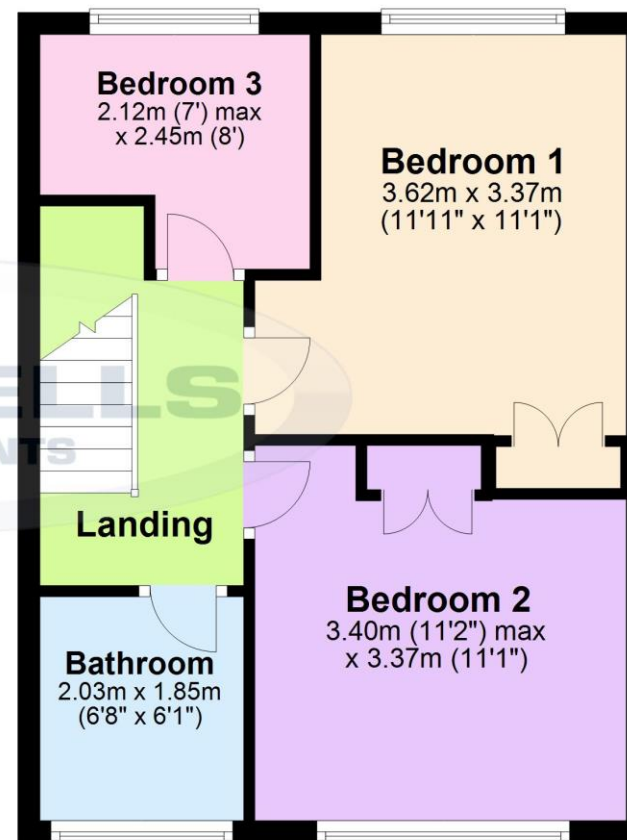 Bedroom 3
2.12m (7') max
x 2.45m (8')
Bedroom 1
3.62m x 3.37m
(11'11" x 11'1")
ELLS
NTS
Landing
Bedroom 2
3.40m (11'2") max
x 3.37m (11'1")
Bathroom
2.03m x 1.85m
(6'8" x 6'1")